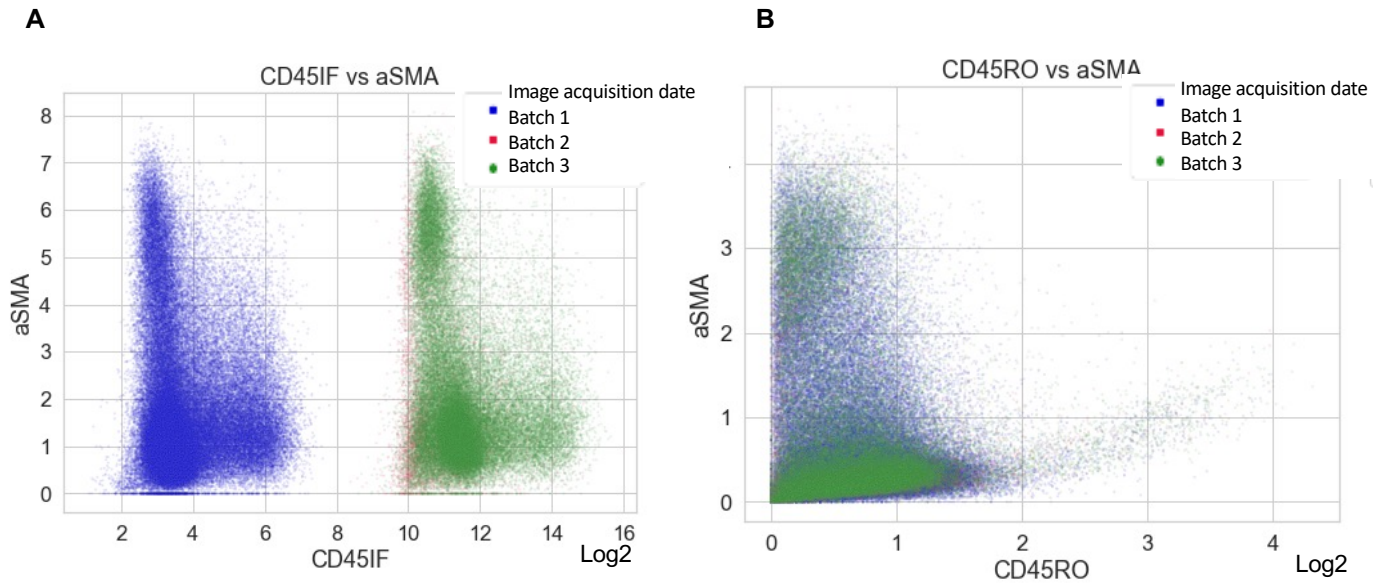 A
CD45IF vs aSMA
Image acquisition date
Batch 1
Batch 2
Batch 3
8
7
6
5
4
3
2
1
0
aSMA
2 4 6 8 10 12 14 16
CD45IF
Log2
B
CD45RO vs aSMA
Image acquisition date
Batch 1
Batch 2
Batch 3
3
2
1
0
aSMA
0 1 2 3 4
CD45RO
Log2